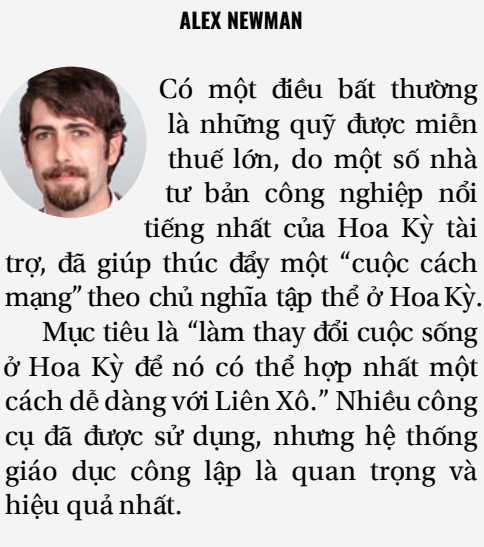 ALEX NEWMAN
Có một điều bất thường
là những quỹ được miễn
thuế lớn, do một số nhà
tư bản công nghiệp nổi
tiếng nhất của Hoa Kỳ tài
trợ, đã giúp thúc đẩy một “cuộc cách
mạng” theo chủ nghĩa tập thể ở Hoa Kỳ.
Mục tiêu là “làm thay đổi cuộc sống
ở Hoa Kỳ để nó có thể hợp nhất một
cách dễ dàng với Liên Xô.” Nhiều công
cụ đã được sử dụng, nhưng hệ thống
giáo dục công lập là quan trọng và
hiệu quả nhất.